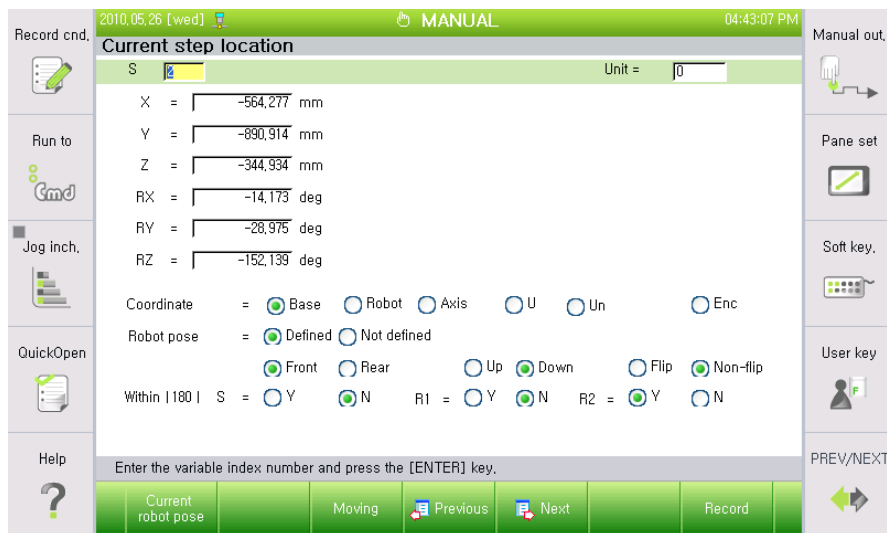 2010,05,26 [wed] MANUAL 04:43:07 PM
Record cnd,
Run to
Cmd
Jog inch,
QuickOpen
Help
Current step location
S 2 Unit = 0
X = -564,277 mm
Y = -890,914 mm
Z = -344,934 mm
RX = -14,173 deg
RY = -28,975 deg
RZ = -152,139 deg
Coordinate = Base Robot Axis U Un Enc
Robot pose = Defined Not defined
Front Rear Up Down Flip Non-flip
Within |180| S = Y N R1 = Y N R2 = Y N
Enter the variable index number and press the [ENTER] key,
Current
robot pose
Moving Previous Next Record
Manual out,
Pane set
Soft key,
User key
F
PREV/NEXT